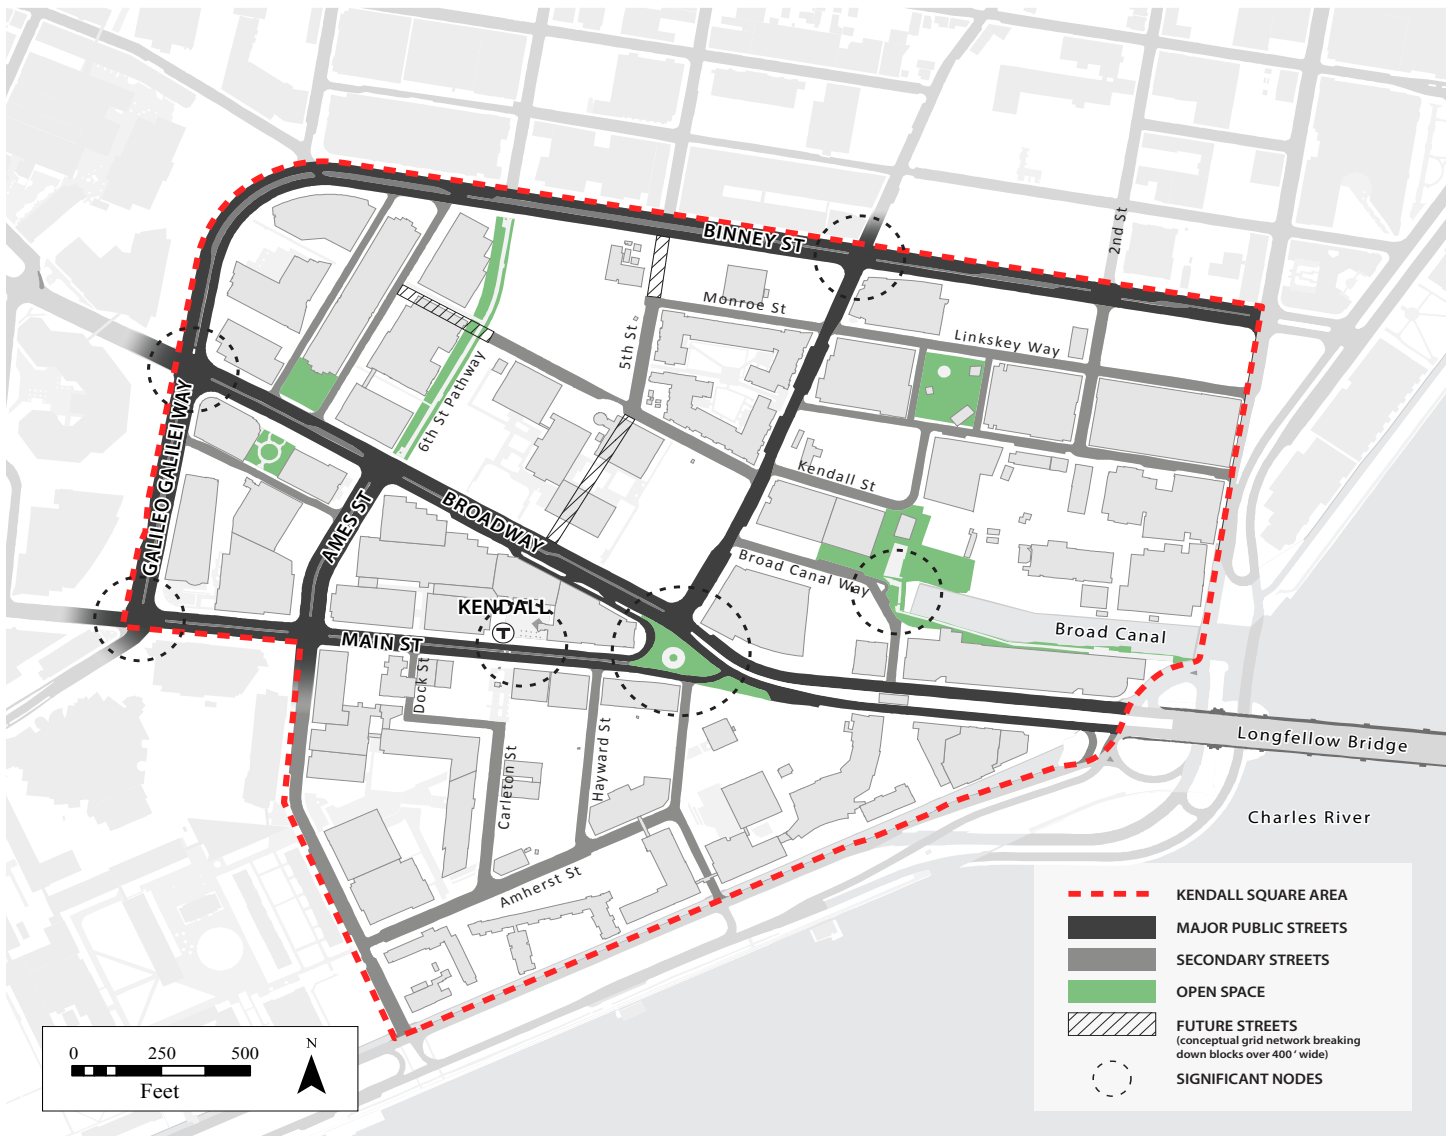 BINNEY ST
2nd St
Monroe St
Linkskey Way
5th St
6th St Pathway
GALILEO GALILEI WAY
AMES ST
BROADWAY
Kendall St
Broad Canal Way
KENDALL
T
MAIN ST
Broad Canal
Dock St
Carleton St
Hayward St
Amherst St
Longfellow Bridge
Charles River
KENDALL SQUARE AREA
MAJOR PUBLIC STREETS
SECONDARY STREETS
OPEN SPACE
FUTURE STREETS
(conceptual grid network breaking
down blocks over 400 ' wide)
SIGNIFICANT NODES
0 250 500
Feet
N